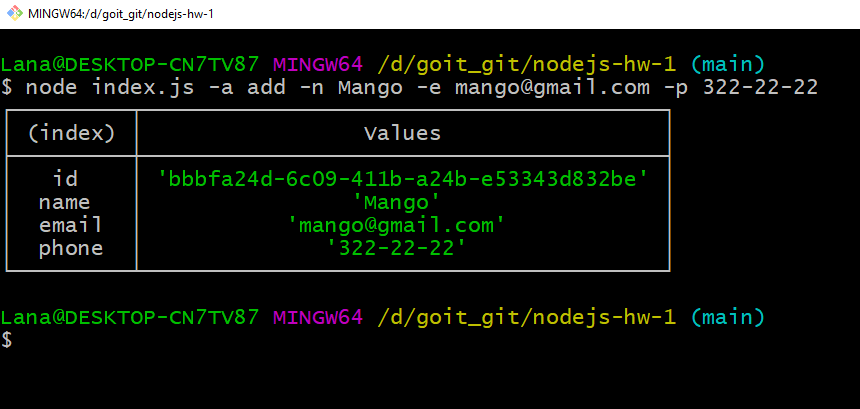 MINGW64:/d/goit_git/nodejs-hw-1
Lana@DESKTOP-CN7TV87 MINGW64 /d/goit_git/nodejs-hw-1 (main)
$ node index.js -a add -n Mango -e mango@gmail.com -p 322-22-22
(index) Values
id 'bbbfa24d-6c09-411b-a24b-e53343d832be'
name 'Mango'
email 'mango@gmail.com'
phone '322-22-22'
Lana@DESKTOP-CN7TV87 MINGW64 /d/goit_git/nodejs-hw-1 (main)
$